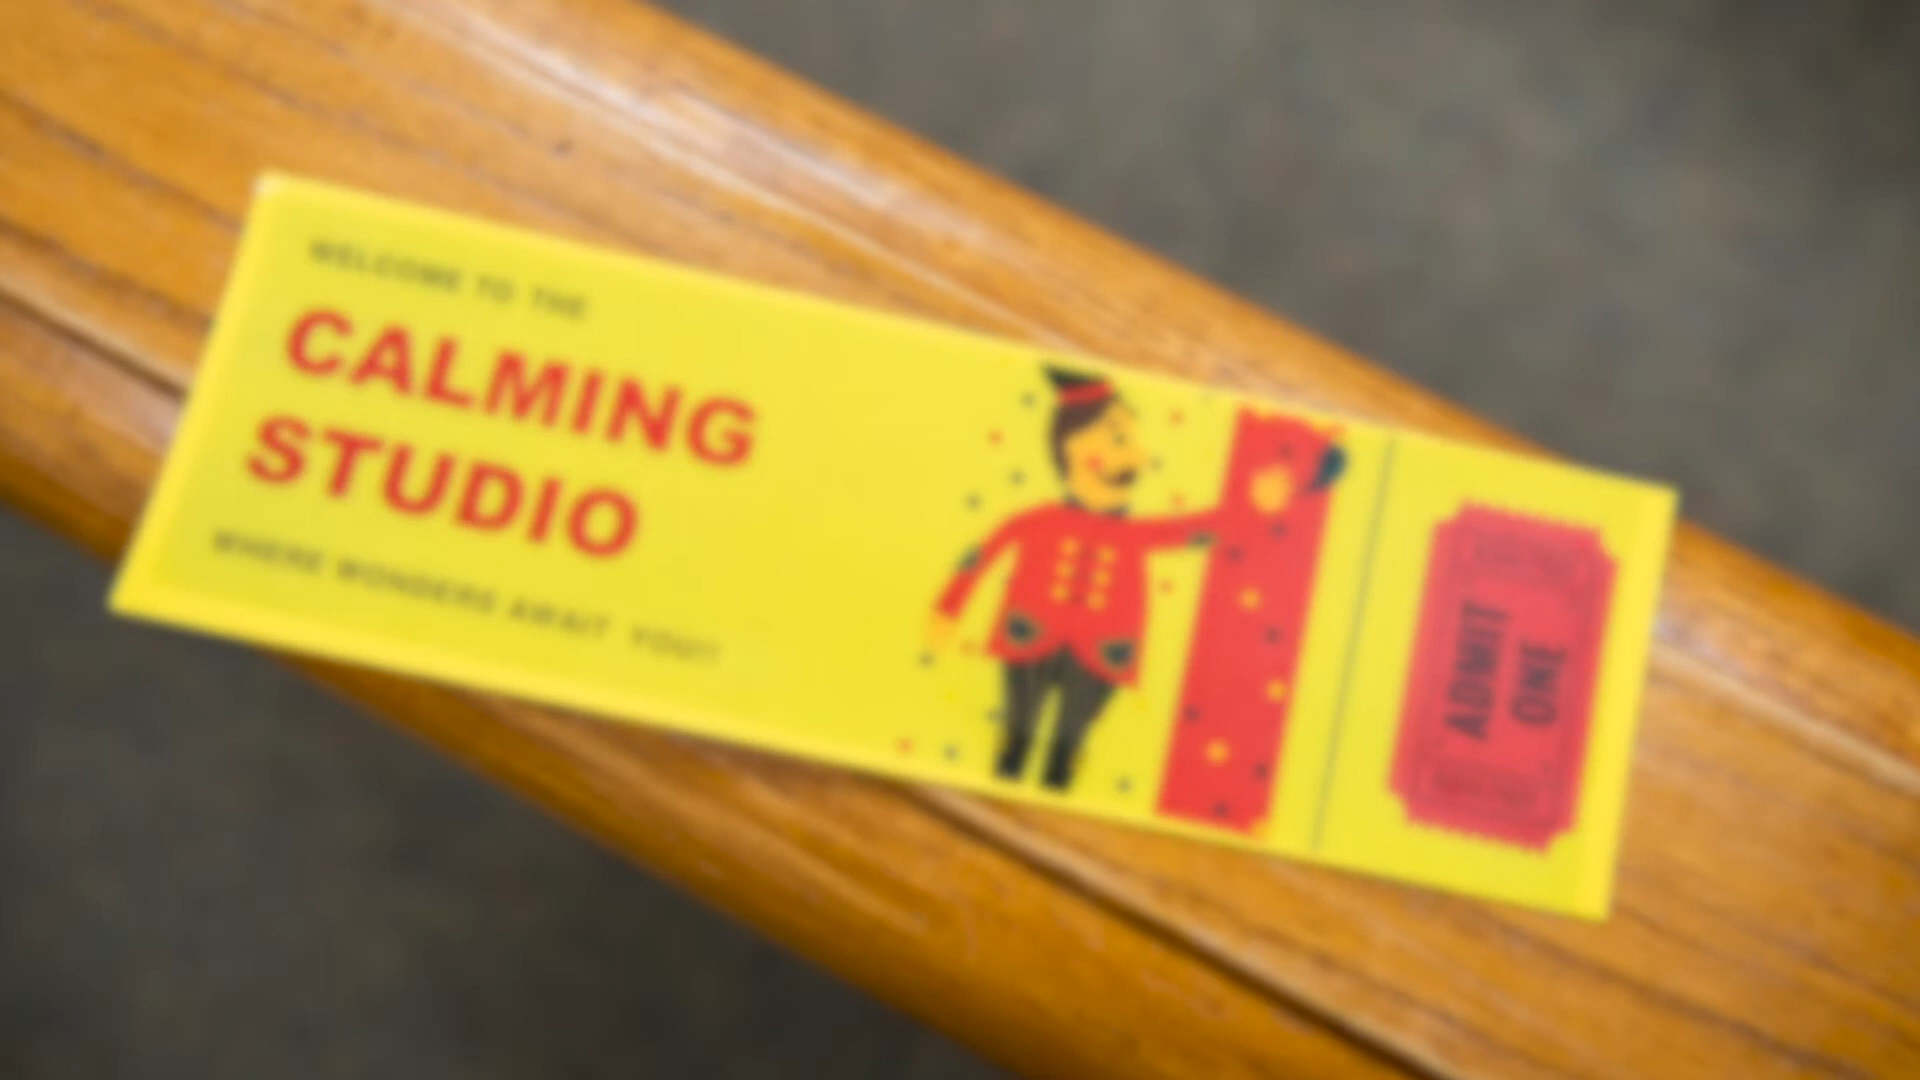 WELCOME TO THE
CALMING
STUDIO
WHERE WONDERS AWAIT YOU!!
ADMIT
ONE